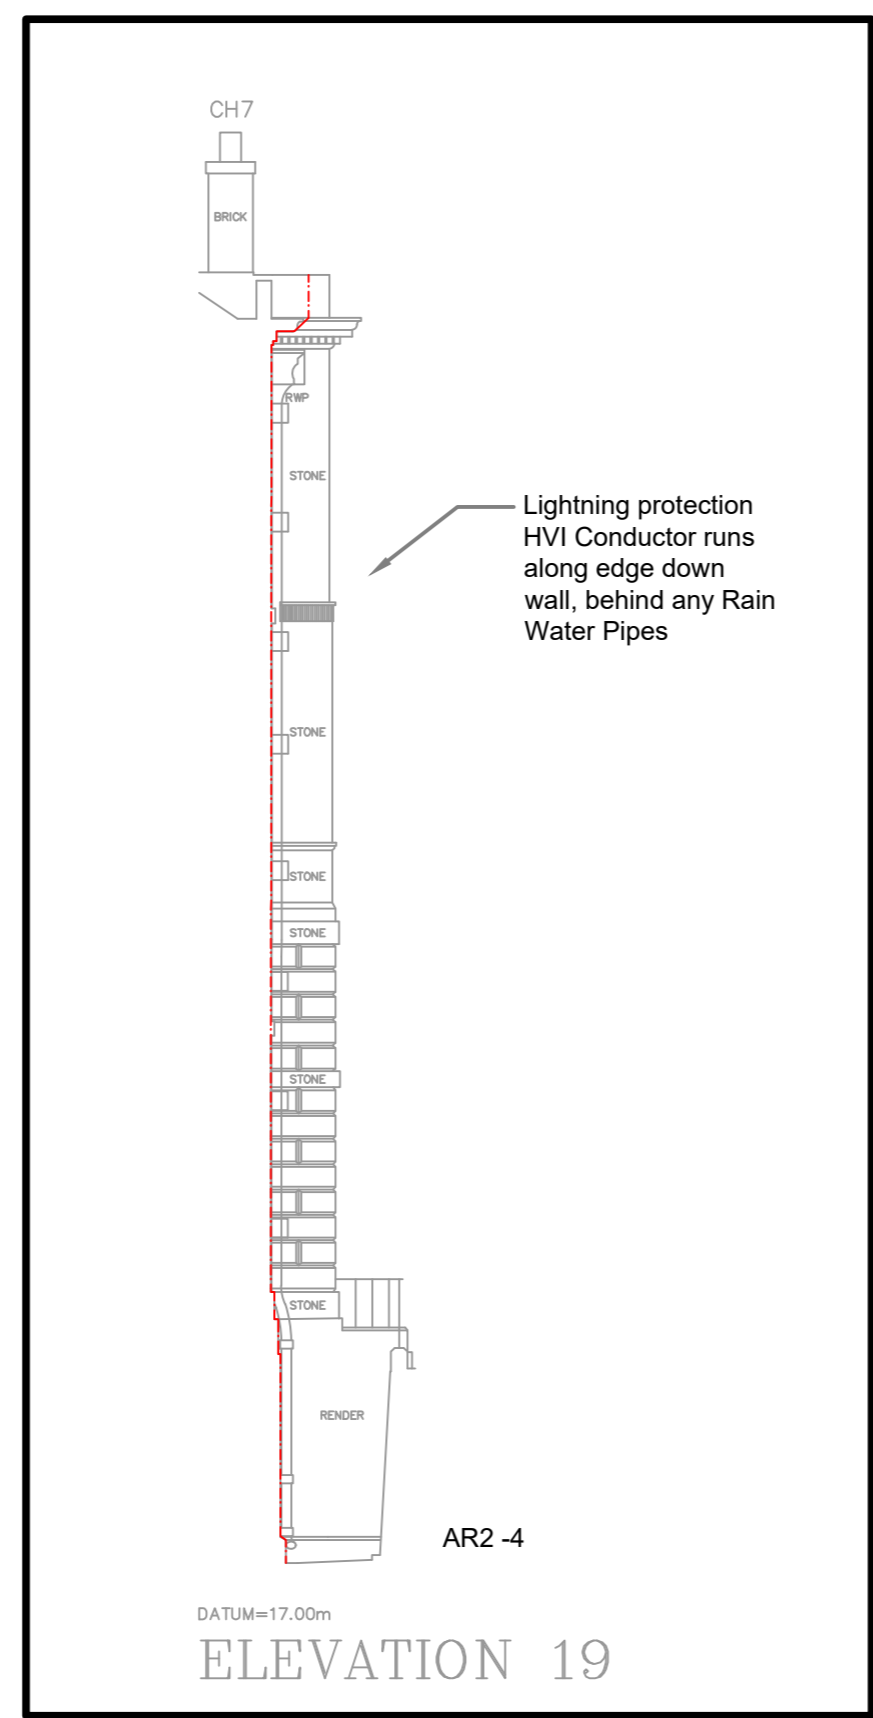 CH7
BRICK
RWP
STONE
Lightning protection
HVI Conductor runs
along edge down
wall, behind any Rain
Water Pipes
STONE
STONE
STONE
STONE
STONE
RENDER
AR2 -4
DATUM=17.00m
ELEVATION 19